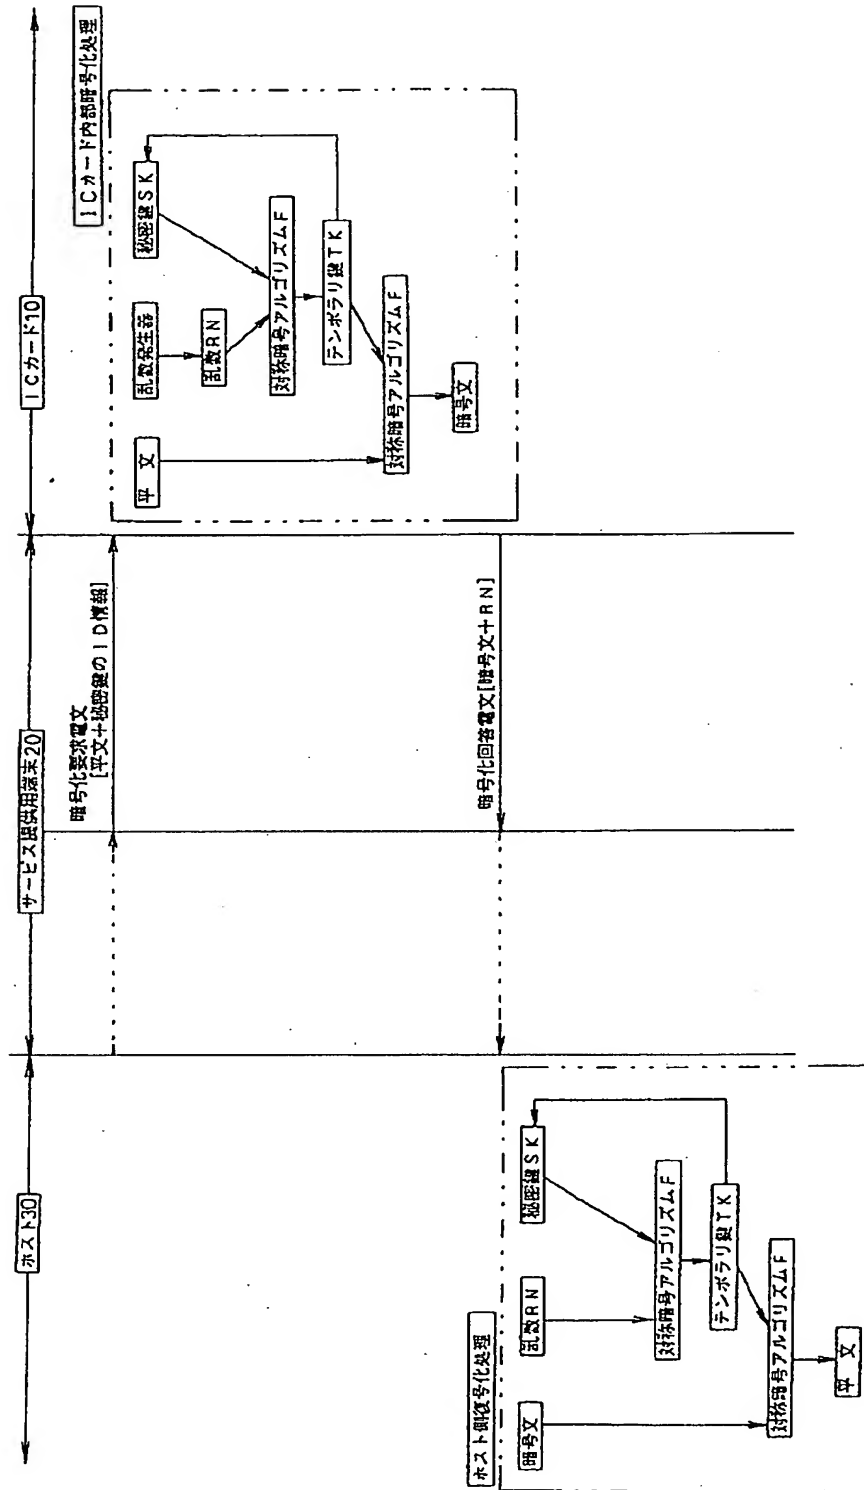 ホスト30
サービス提供用端末20
ICカード10
暗号化要求電文
[平文+秘密鍵のID情報]
ICカード内部暗号化処理
平 文
乱数発生器
秘密鍵SK
乱数RN
対称暗号アルゴリズムF
テンポラリ鍵TK
対称暗号アルゴリズムF
暗号文
暗号化回答電文[暗号文+RN]
ホスト側復号化処理
暗号文
乱数RN
秘密鍵SK
対称暗号アルゴリズムF
テンポラリ鍵TK
対称暗号アルゴリズムF
平 文